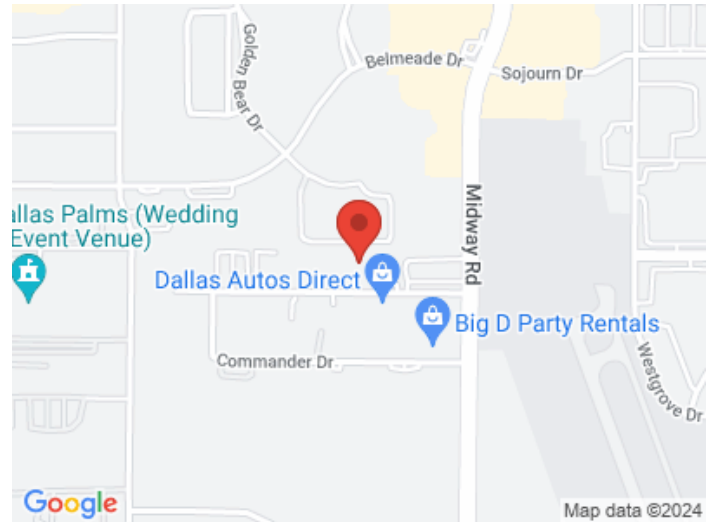 Golden Bear Dr
Belmeade Dr
Sojourn Dr
allas Palms (Wedding
Event Venue)
Midway Rd
Dallas Autos Direct
Big D Party Rentals
Commander Dr
Westgrove Dr
Google
Map data ©2024